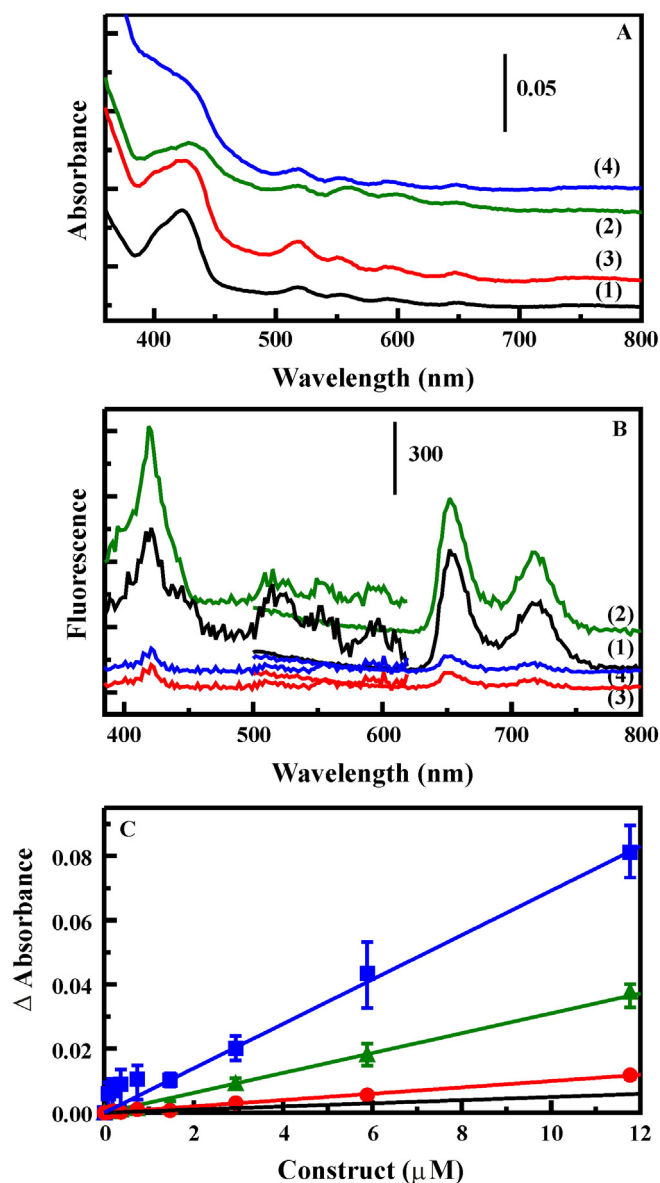 A
0.05
Absorbance
(4)
(2)
(3)
(1)
400 500 600 700 800
Wavelength (nm)
B
300
Fluorescence
(2)
(1)
(4)
(3)
400 500 600 700 800
Wavelength (nm)
C
0.08
0.06
0.04
0.02
0.00
Δ Absorbance
0 2 4 6 8 10 12
Construct (μM)